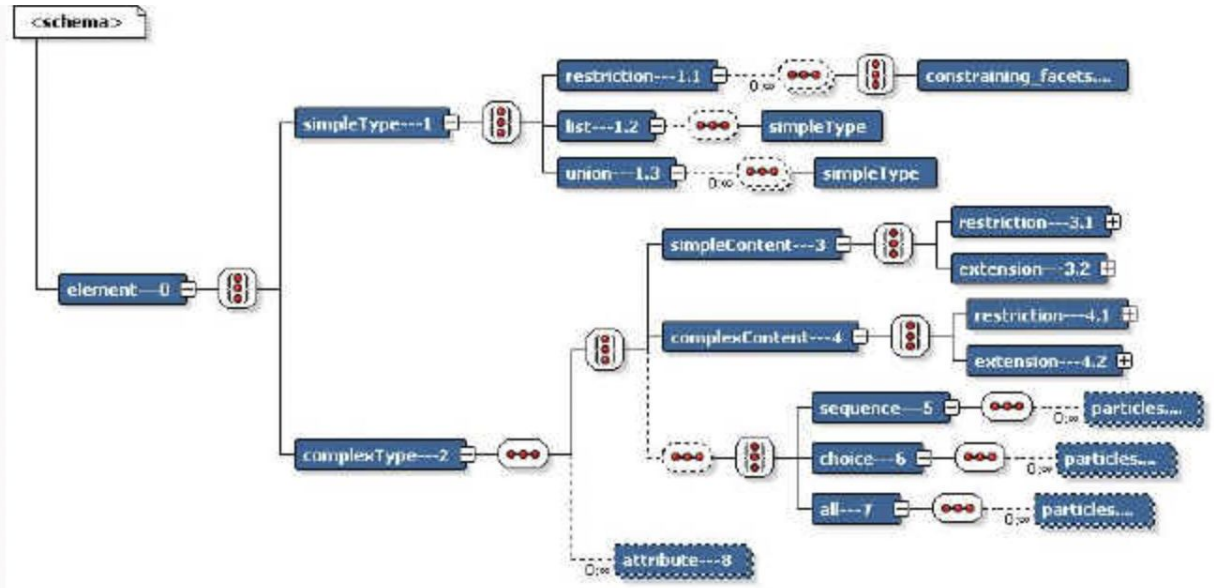 <schema>
restriction---1.1
0:∞
constraining_facets....
simpleType---1
list---1.2
simpleType
union---1.3
0:∞
simpleType
restriction---3.1
simpleContent---3
extension---3.2
element---0
restriction---4.1
complexContent---4
extension---4.2
sequence---5
0:∞
particles....
complexType---2
choice---6
0:∞
particles....
all---7
0:∞
particles....
0:∞
attribute---8